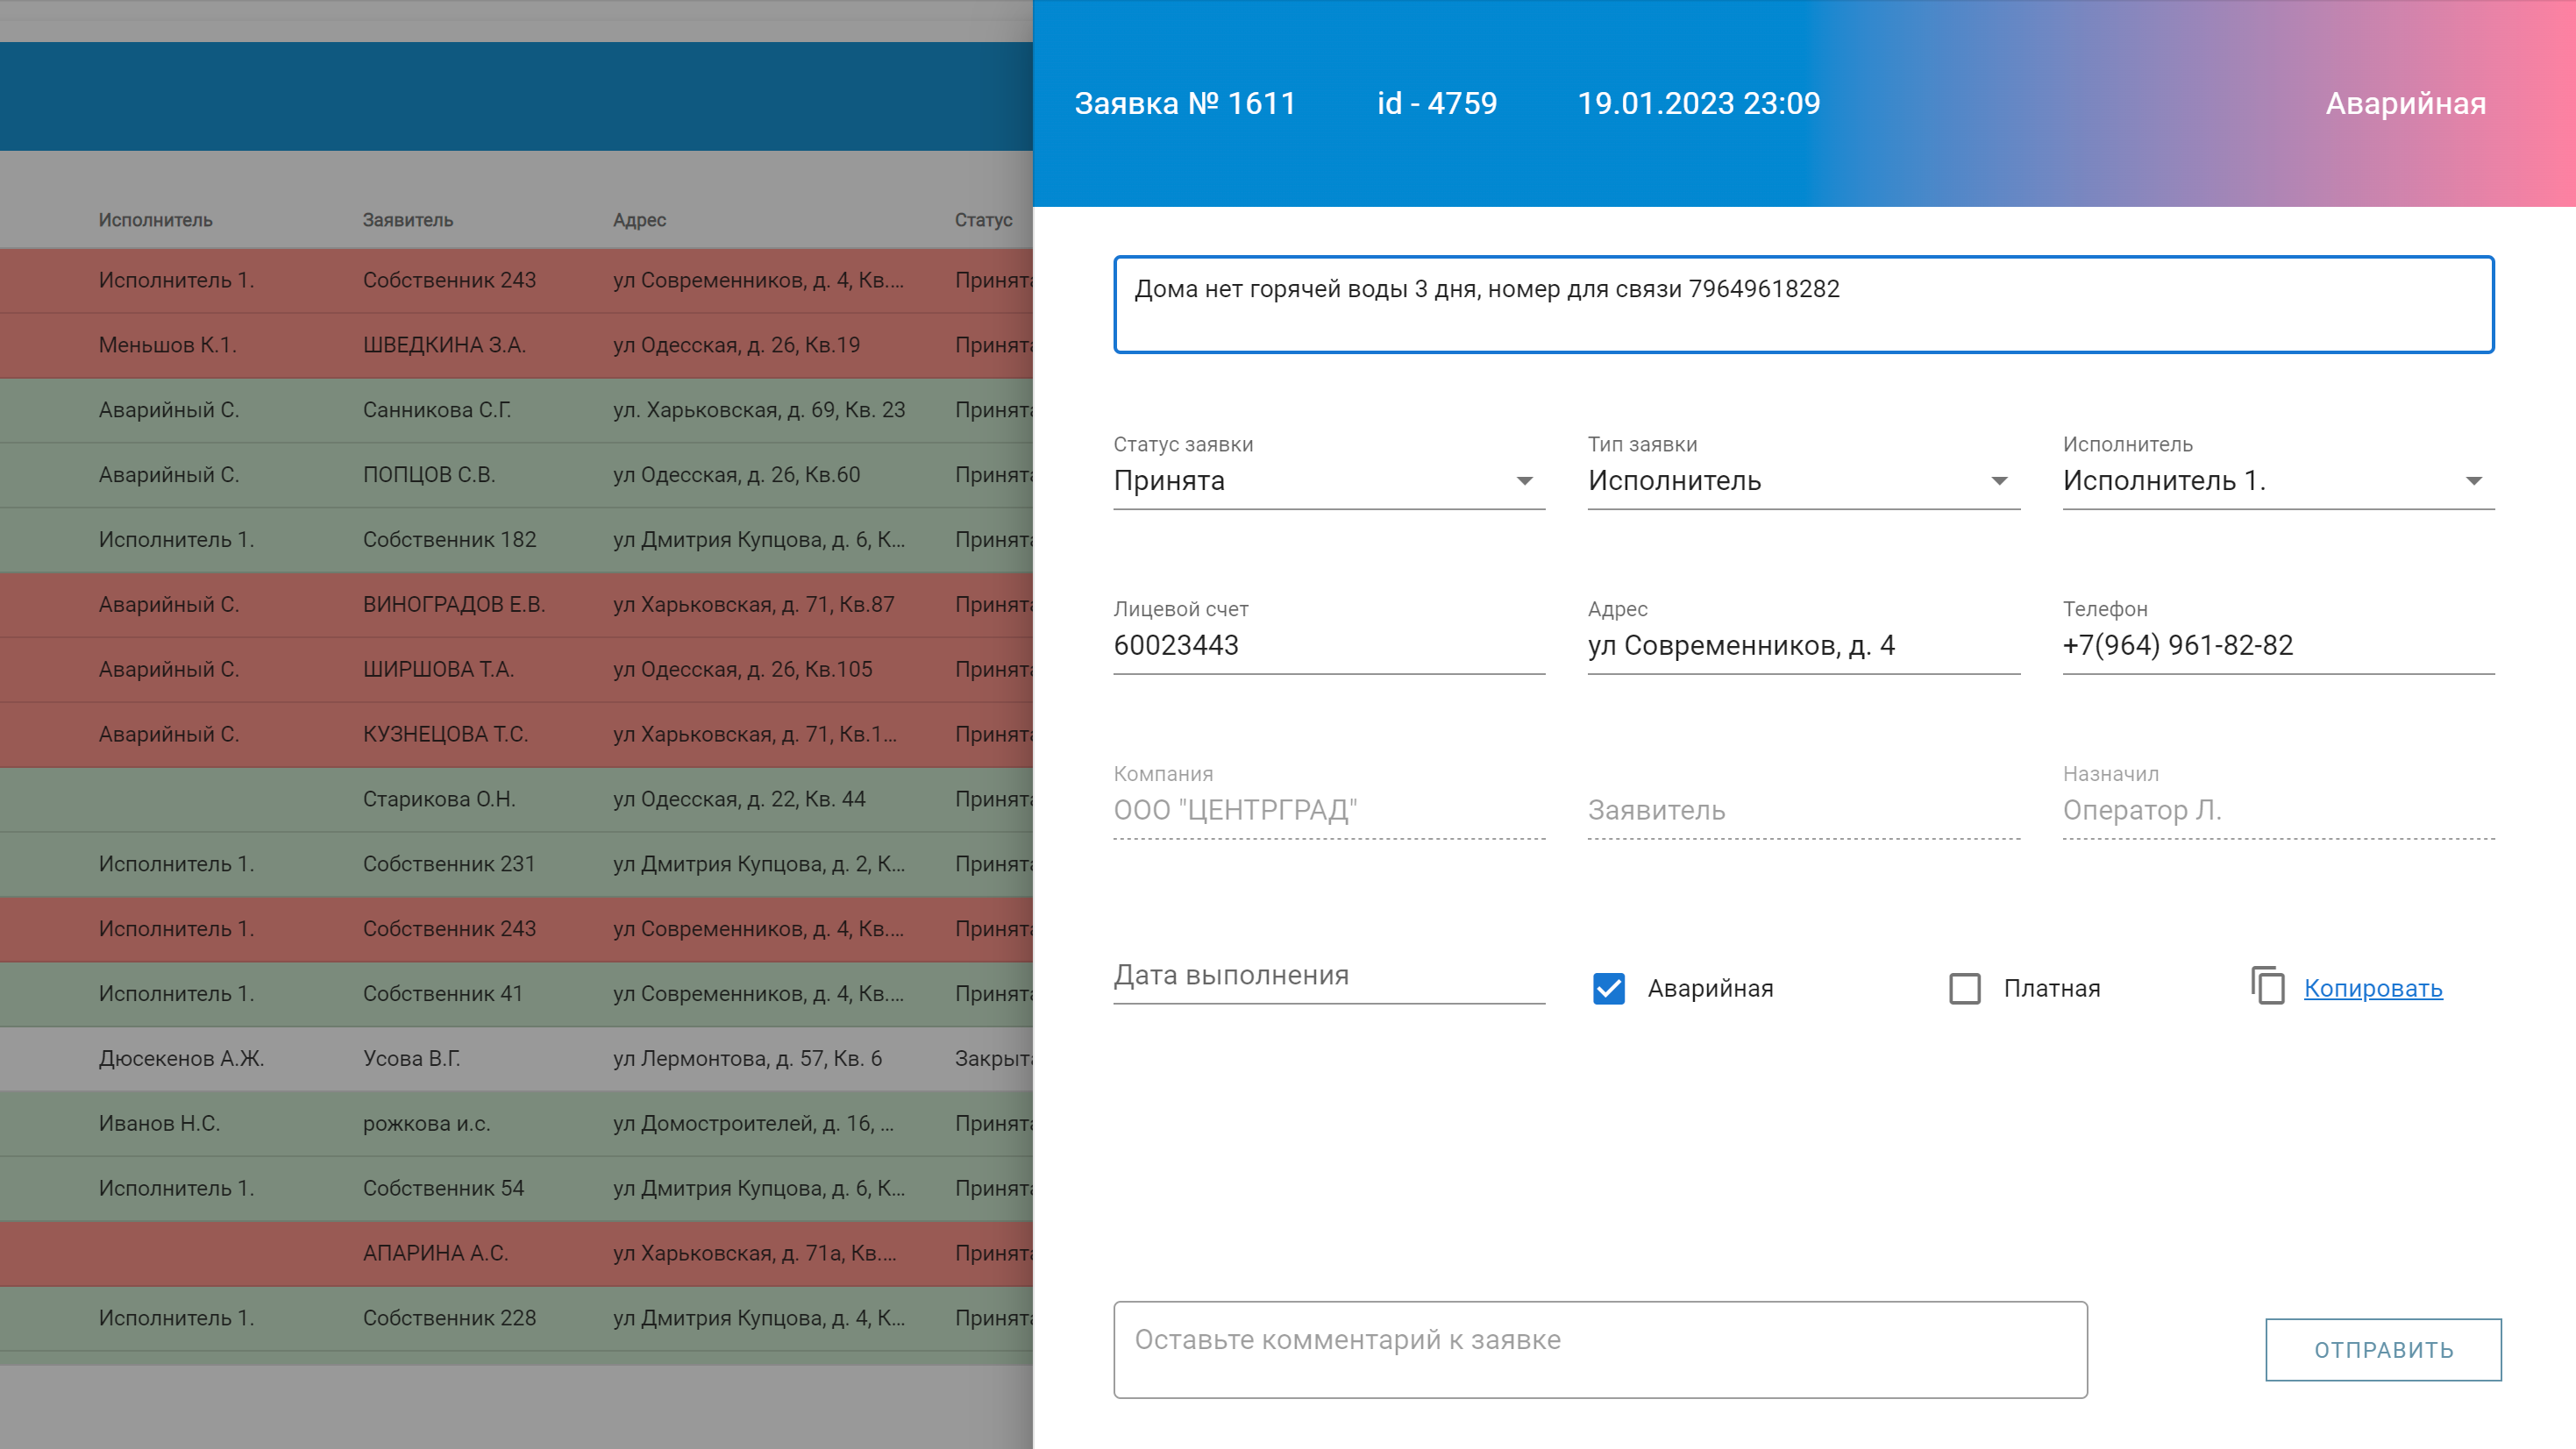 Исполнитель Заявитель Адрес Статус
Исполнитель 1. Собственник 243 ул Современников, д. 4, Кв.... Принята
Меньшов К.1. ШВЕДКИНА З.А. ул Одесская, д. 26, Кв.19 Принята
Аварийный С. Санникова С.Г. ул. Харьковская, д. 69, Кв. 23 Принята
Аварийный С. ПОПЦОВ С.В. ул Одесская, д. 26, Кв.60 Принята
Исполнитель 1. Собственник 182 ул Дмитрия Купцова, д. 6, К... Принята
Аварийный С. ВИНОГРАДОВ Е.В. ул Харьковская, д. 71, Кв.87 Принята
Аварийный С. ШИРШОВА Т.А. ул Одесская, д. 26, Кв.105 Принята
Аварийный С. КУЗНЕЦОВА Т.С. ул Харьковская, д. 71, Кв.1... Принята
Старикова О.Н. ул Одесская, д. 22, Кв. 44 Принята
Исполнитель 1. Собственник 231 ул Дмитрия Купцова, д. 2, К... Принята
Исполнитель 1. Собственник 243 ул Современников, д. 4, Кв.... Принята
Исполнитель 1. Собственник 41 ул Современников, д. 4, Кв.... Принята
Дюсекенов А.Ж. Усова В.Г. ул Лермонтова, д. 57, Кв. 6 Закрыта
Иванов Н.С. рожкова и.с. ул Домостроителей, д. 16, ... Принята
Исполнитель 1. Собственник 54 ул Дмитрия Купцова, д. 6, К... Принята
АПАРИНА А.С. ул Харьковская, д. 71а, Кв.... Принята
Исполнитель 1. Собственник 228 ул Дмитрия Купцова, д. 4, К... Принята
Заявка № 1611 id - 4759 19.01.2023 23:09 Аварийная
Дома нет горячей воды 3 дня, номер для связи 79649618282
Статус заявки Тип заявки Исполнитель
Принята Исполнитель Исполнитель 1.
Лицевой счет Адрес Телефон
60023443 ул Современников, д. 4 +7(964) 961-82-82
Компания Назначил
ООО "ЦЕНТРГРАД" Заявитель Оператор Л.
Дата выполнения Аварийная Платная Копировать
Оставьте комментарий к заявке ОТПРАВИТЬ